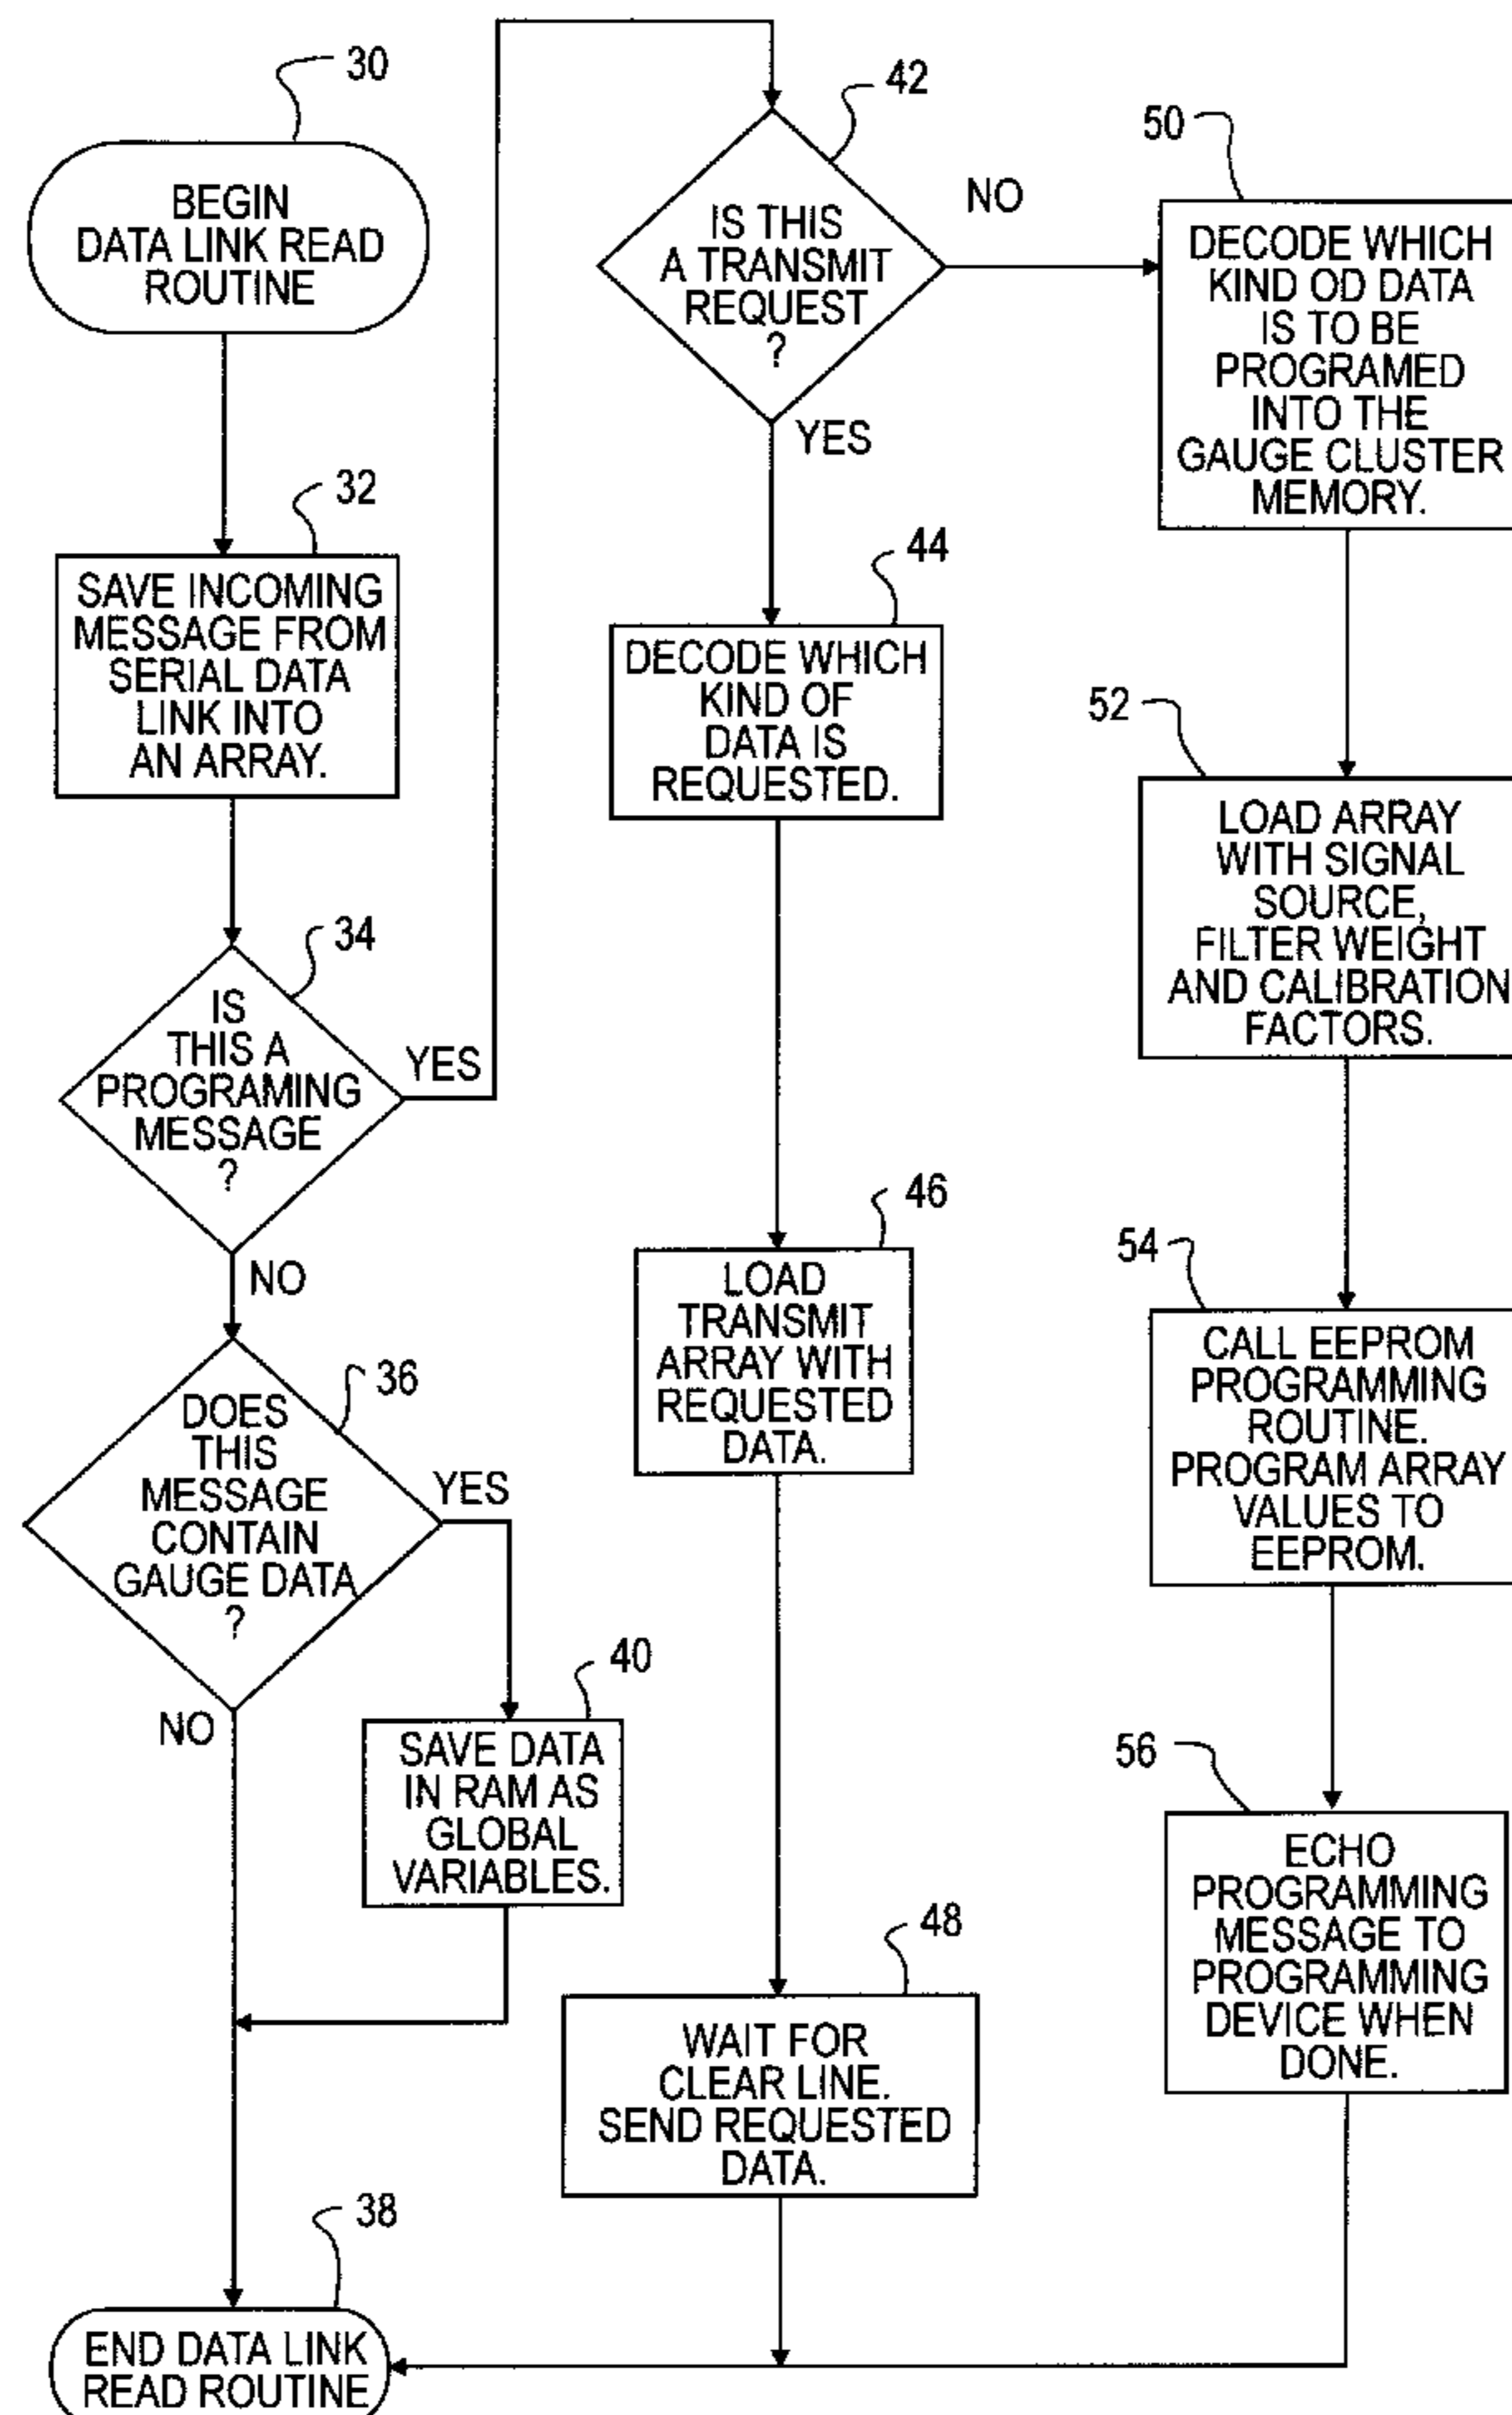 30
BEGIN
DATA LINK READ
ROUTINE
32
SAVE INCOMING
MESSAGE FROM
SERIAL DATA
LINK INTO
AN ARRAY.
34
IS
THIS A
PROGRAMING
MESSAGE
?
YES
NO
36
DOES
THIS
MESSAGE
CONTAIN
GAUGE DATA
?
YES
NO
40
SAVE DATA
IN RAM AS
GLOBAL
VARIABLES.
38
END DATA LINK
READ ROUTINE
42
IS THIS
A TRANSMIT
REQUEST
?
NO
YES
44
DECODE WHICH
KIND OF
DATA IS
REQUESTED.
46
LOAD
TRANSMIT
ARRAY WITH
REQUESTED
DATA.
48
WAIT FOR
CLEAR LINE.
SEND REQUESTED
DATA.
50
DECODE WHICH
KIND OD DATA
IS TO BE
PROGRAMED
INTO THE
GAUGE CLUSTER
MEMORY.
52
LOAD ARRAY
WITH SIGNAL
SOURCE,
FILTER WEIGHT
AND CALIBRATION
FACTORS.
54
CALL EEPROM
PROGRAMMING
ROUTINE.
PROGRAM ARRAY
VALUES TO
EEPROM.
56
ECHO
PROGRAMMING
MESSAGE TO
PROGRAMMING
DEVICE WHEN
DONE.